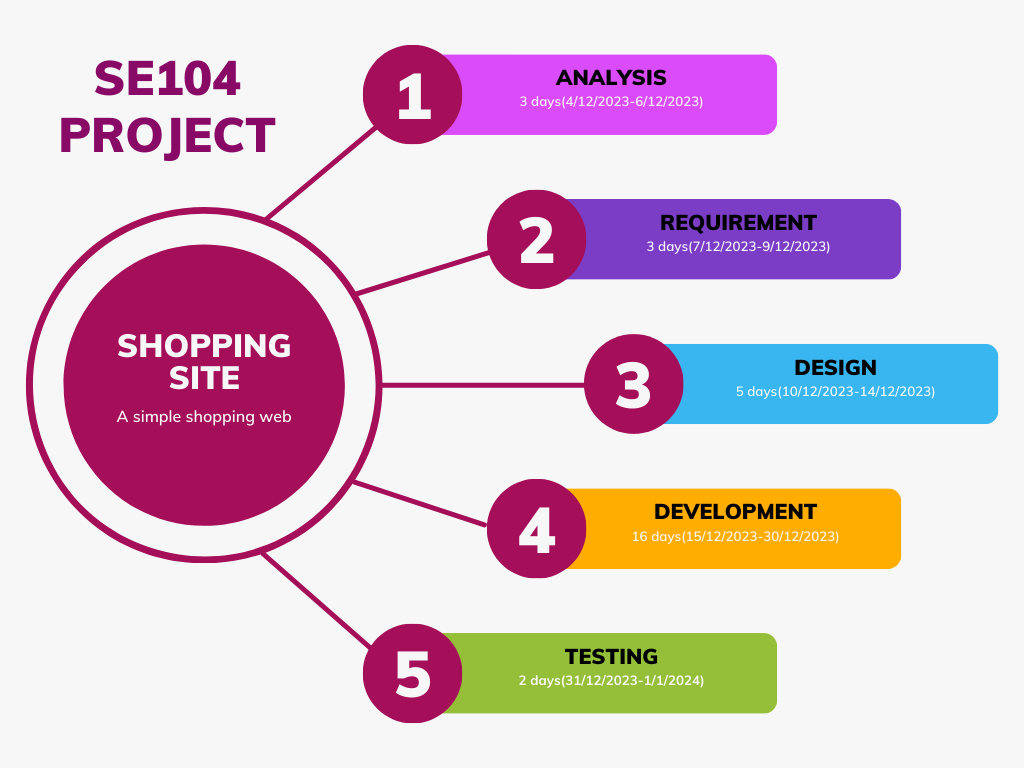 SE104
PROJECT
SHOPPING
SITE
A simple shopping web
1
ANALYSIS
3 days(4/12/2023-6/12/2023)
2
REQUIREMENT
3 days(7/12/2023-9/12/2023)
3
DESIGN
5 days(10/12/2023-14/12/2023)
4
DEVELOPMENT
16 days(15/12/2023-30/12/2023)
5
TESTING
2 days(31/12/2023-1/1/2024)